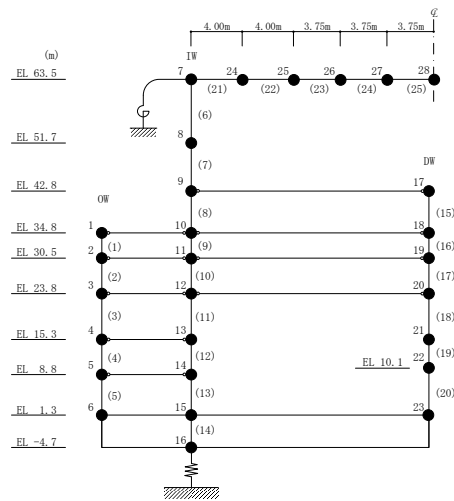 ℄
4.00m 4.00m 3.75m 3.75m 3.75m
(m) IW
EL 63.5 7 24 25 26 27 28
(21) (22) (23) (24) (25)
(6)
EL 51.7 8
(7)
DW
EL 42.8 9 17
OW
(8) (15)
EL 34.8 1 10 18
(1) (9) (16)
EL 30.5 2 11 19
(2) (10) (17)
EL 23.8 3 12 20
(3) (11) (18)
EL 15.3 4 13 21
(4) (12) (19)
EL 10.1 22
EL 8.8 5 14
(5) (13) (20)
EL 1.3 6 15 23
(14)
EL -4.7 16